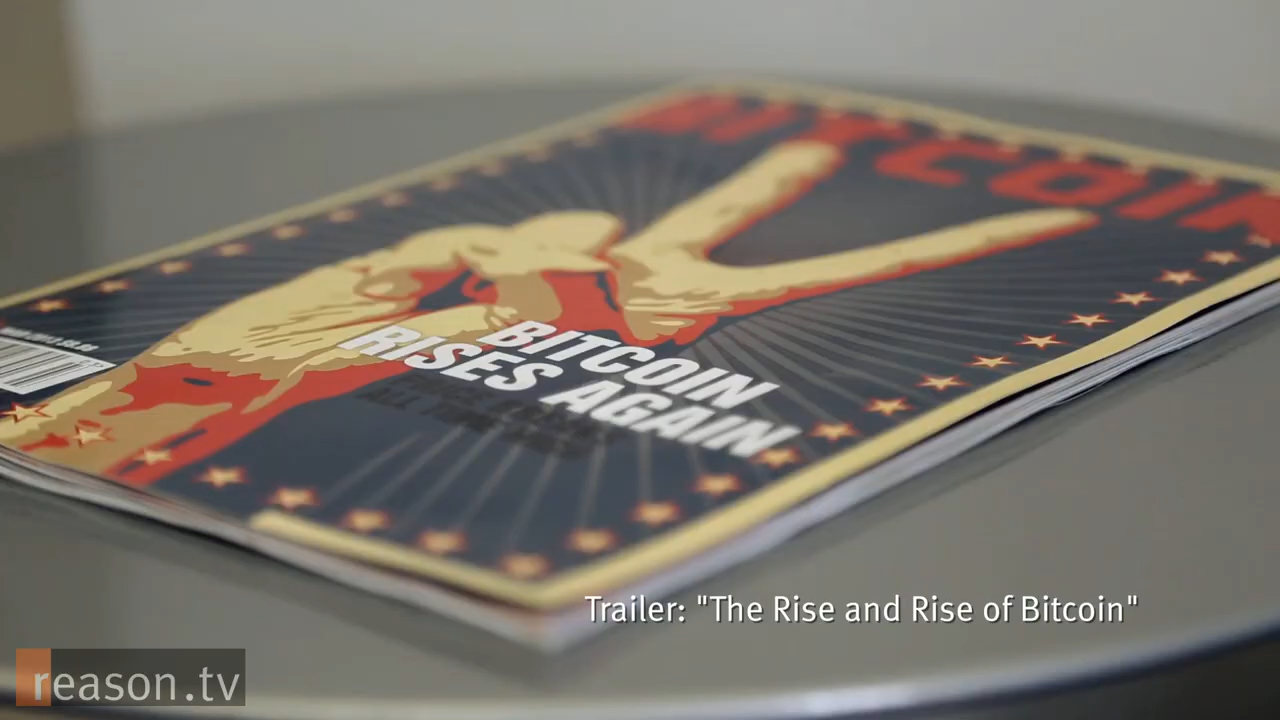 BITCOIN
BITCOIN
RISES AGAIN
Trailer: "The Rise and Rise of Bitcoin"
reason.tv